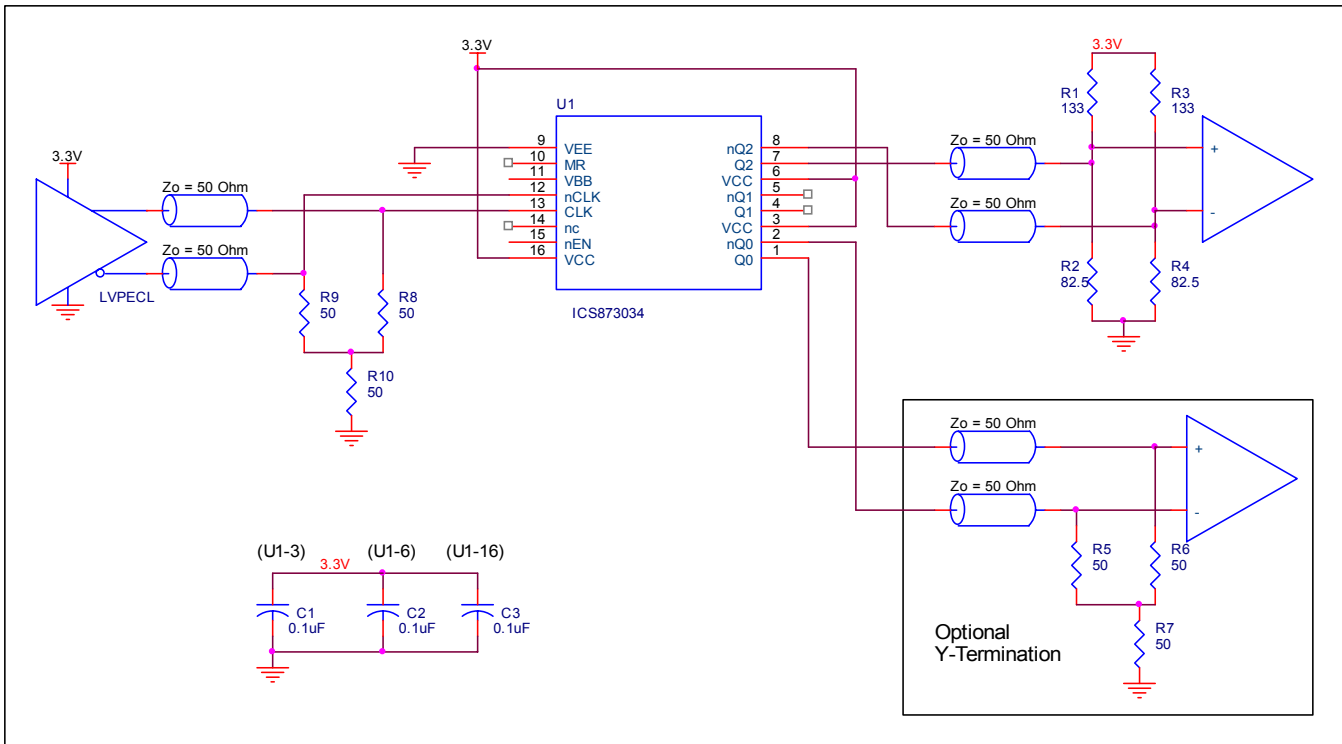 3.3V
Zo = 50 Ohm
Zo = 50 Ohm
LVPECL
R9
50
R8
50
R10
50
3.3V
U1
9 VEE
10 MR
11 VBB
12 nCLK
13 CLK
14 nc
15 nEN
16 VCC
nQ2 8
Q2 7
VCC 6
nQ1 5
Q1 4
VCC 3
nQ0 2
Q0 1
ICS873034
3.3V
R1
133
R3
133
Zo = 50 Ohm
Zo = 50 Ohm
+
-
R2
82.5
R4
82.5
Zo = 50 Ohm
Zo = 50 Ohm
+
-
R5
50
R6
50
R7
50
Optional
Y-Termination
(U1-3) (U1-6) (U1-16)
3.3V
C1
0.1uF
C2
0.1uF
C3
0.1uF